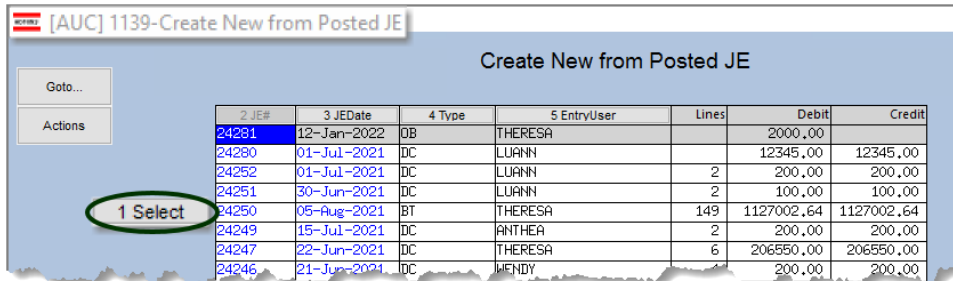 [AUC] 1139-Create New from Posted JE
Create New from Posted JE
Goto...
Actions
1 Select
2 JE# 3 JEDate 4 Type 5 EntryUser Lines Debit Credit
24281 12-Jan-2022 OB THERESA 2000.00
24280 01-Jul-2021 DC LUANN 12345.00 12345.00
24252 01-Jul-2021 DC LUANN 2 200.00 200.00
24251 30-Jun-2021 DC LUANN 2 100.00 100.00
24250 05-Aug-2021 BT THERESA 149 1127002.64 1127002.64
24249 15-Jul-2021 DC ANTHEA 2 200.00 200.00
24247 22-Jun-2021 DC THERESA 6 206550.00 206550.00
24246 21-Jun-2021 DC WENDY 200.00 200.00